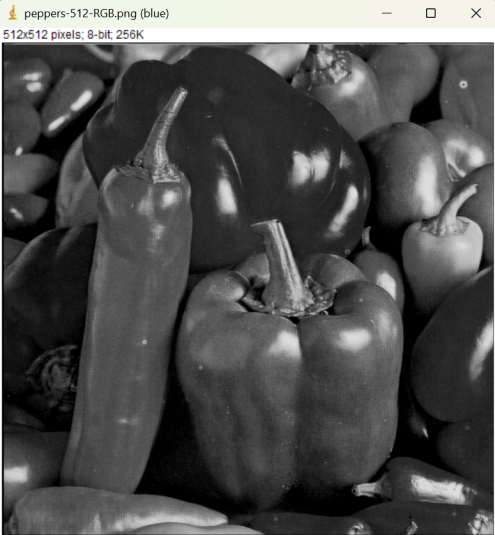 peppers-512-RGB.png (blue)
512x512 pixels; 8-bit; 256K